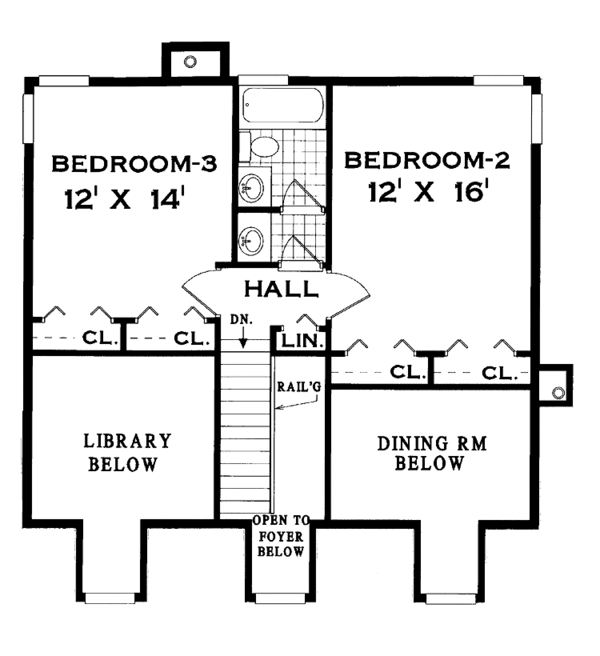 BEDROOM-3
12' X 14'
BEDROOM-2
12' X 16'
HALL
DN.
LIN.
CL.
CL.
CL.
CL.
RAIL'G
LIBRARY
BELOW
DINING RM
BELOW
OPEN TO
FOYER
BELOW